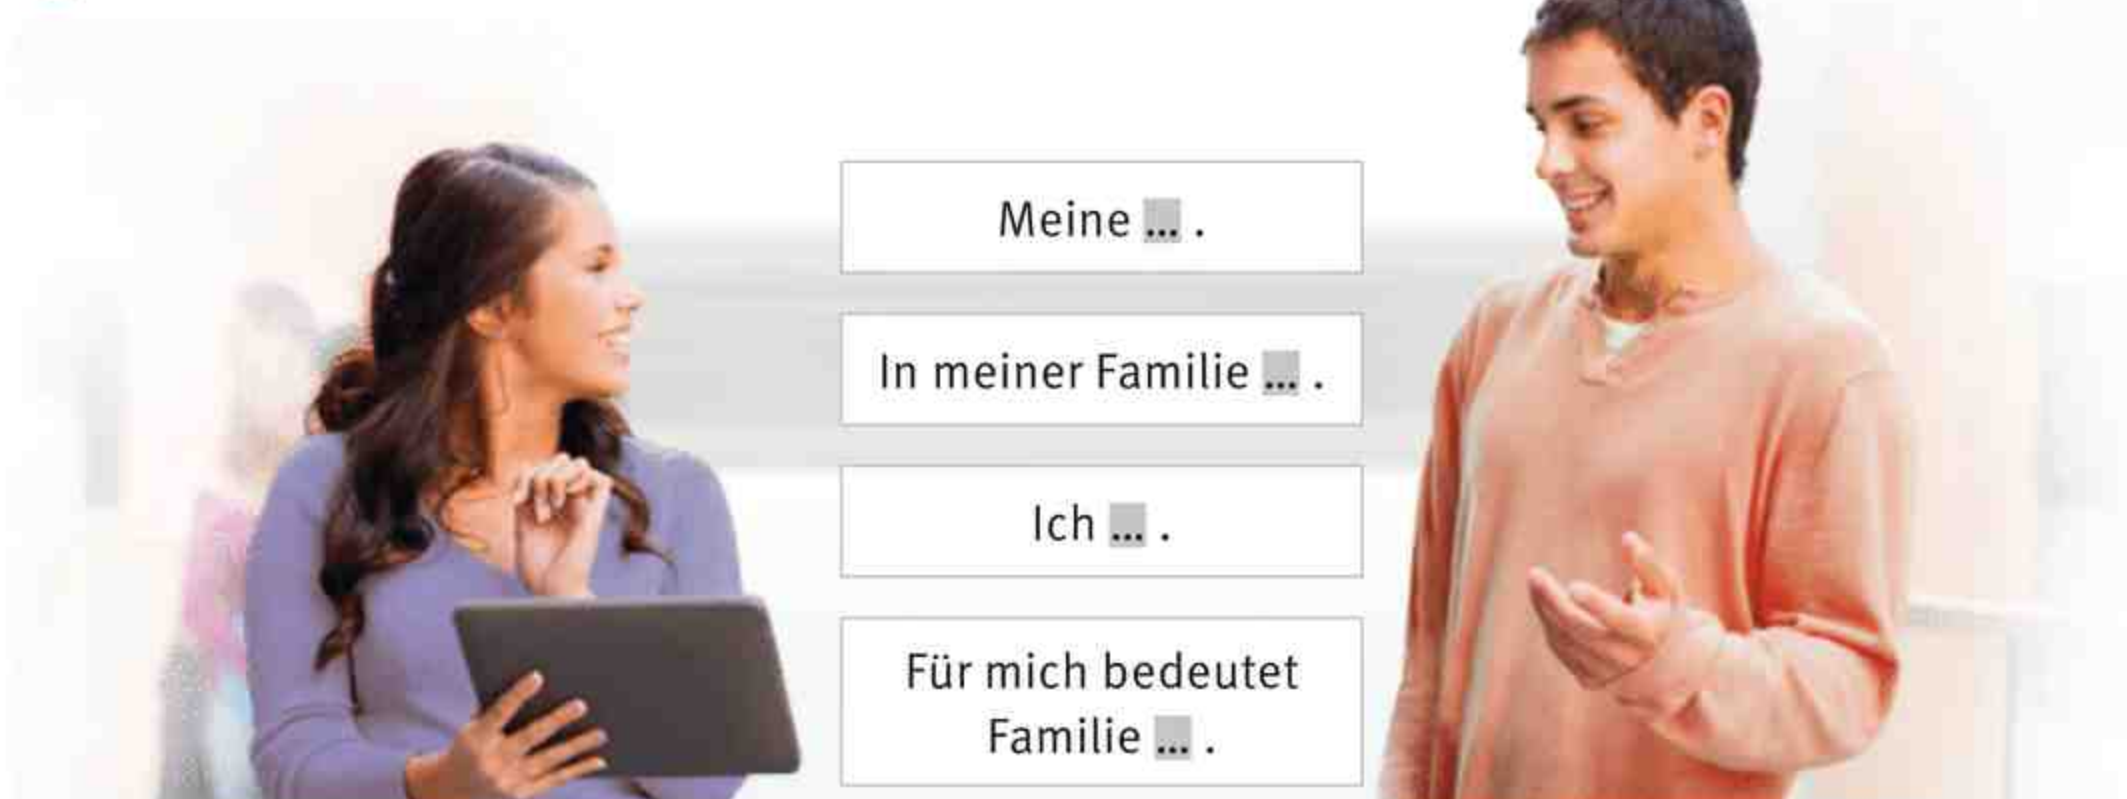 Meine ... .
In meiner Familie ... .
Ich ... .
Für mich bedeutet
Familie ... .